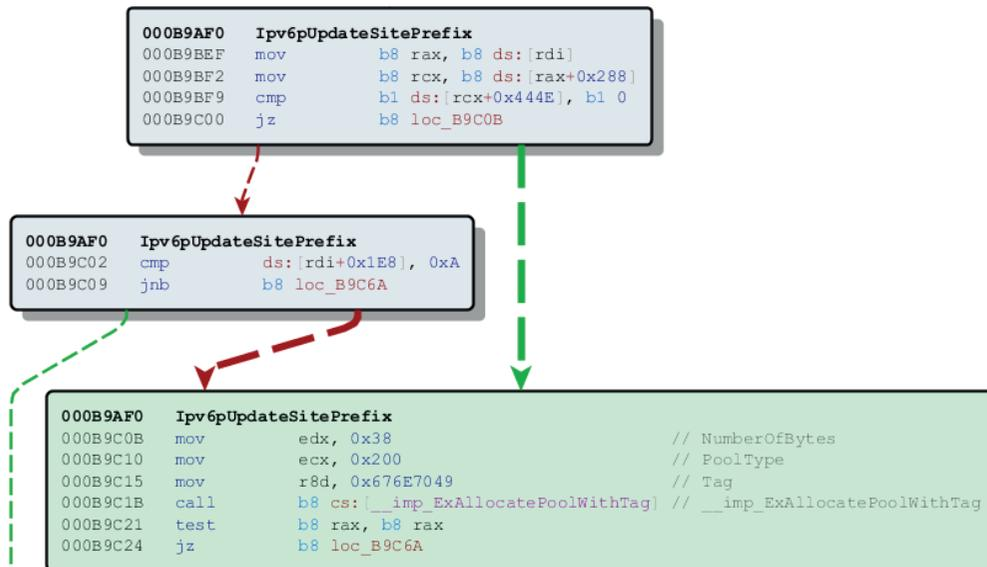 000B9AF0 Ipv6pUpdateSitePrefix
000B9BEF mov b8 rax, b8 ds:[rdi]
000B9BF2 mov b8 rcx, b8 ds:[rax+0x288]
000B9BF9 cmp b1 ds:[rcx+0x444E], b1 0
000B9C00 jz b8 loc_B9C0B
000B9AF0 Ipv6pUpdateSitePrefix
000B9C02 cmp ds:[rdi+0x1E8], 0xA
000B9C09 jnb b8 loc_B9C6A
000B9AF0 Ipv6pUpdateSitePrefix
000B9C0B mov edx, 0x38 // NumberOfBytes
000B9C10 mov ecx, 0x200 // PoolType
000B9C15 mov r8d, 0x676E7049 // Tag
000B9C1B call b8 cs:[__imp_ExAllocatePoolWithTag] // __imp_ExAllocatePoolWithTag
000B9C21 test b8 rax, b8 rax
000B9C24 jz b8 loc_B9C6A